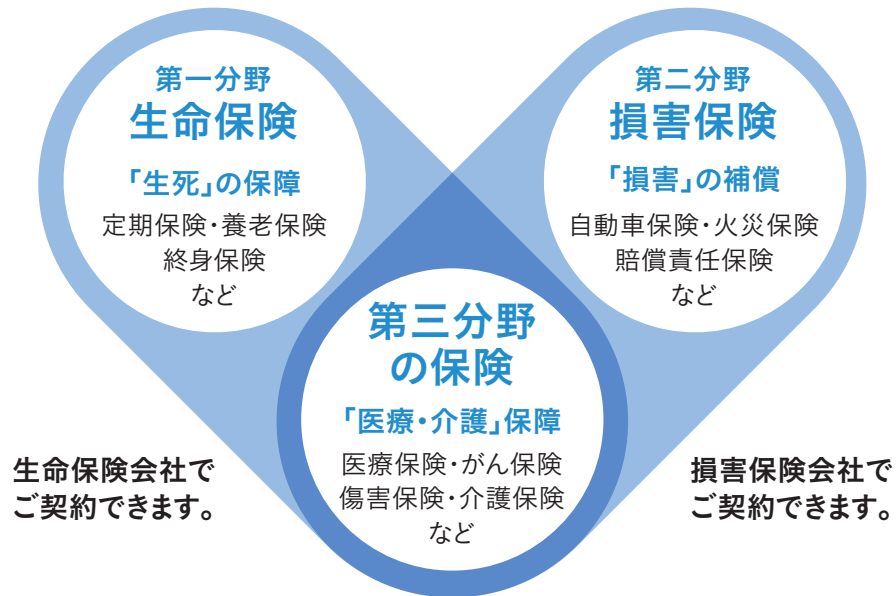 第一分野
生命保険
「生死」の保障
定期保険・養老保険
終身保険
など
第二分野
損害保険
「損害」の補償
自動車保険・火災保険
賠償責任保険
など
第三分野
の保険
「医療・介護」保障
医療保険・がん保険
傷害保険・介護保険
など
生命保険会社で
ご契約できます。
損害保険会社で
ご契約できます。